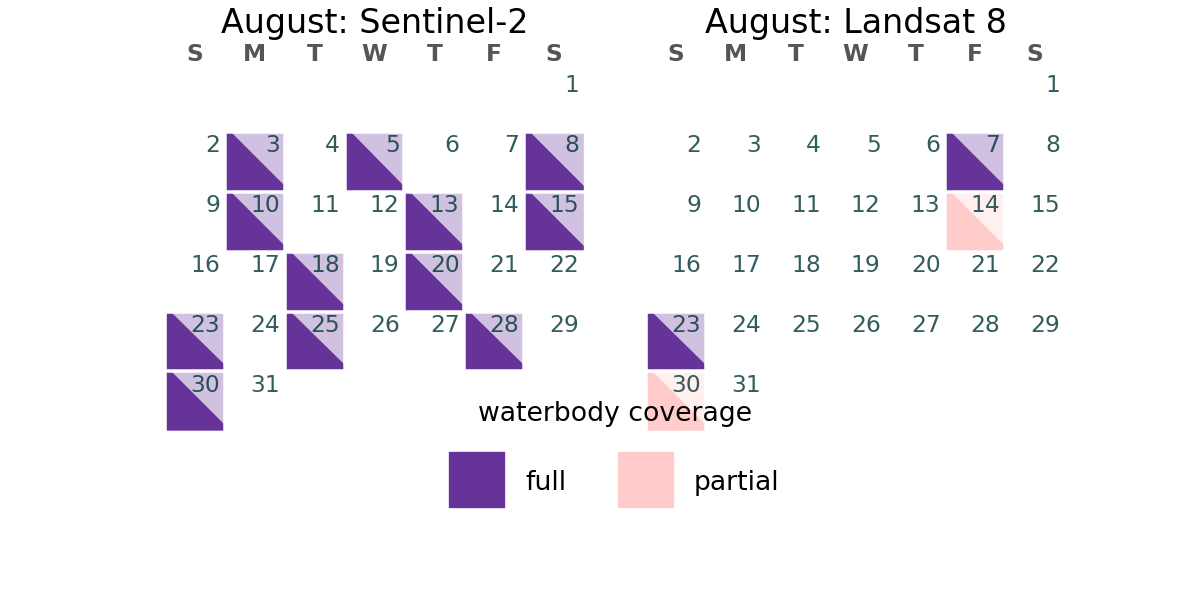 August: Sentinel-2
S M T W T F S
1
2 3 4 5 6 7 8
9 10 11 12 13 14 15
16 17 18 19 20 21 22
23 24 25 26 27 28 29
30 31
August: Landsat 8
S M T W T F S
1
2 3 4 5 6 7 8
9 10 11 12 13 14 15
16 17 18 19 20 21 22
23 24 25 26 27 28 29
30 31
waterbody coverage
full partial